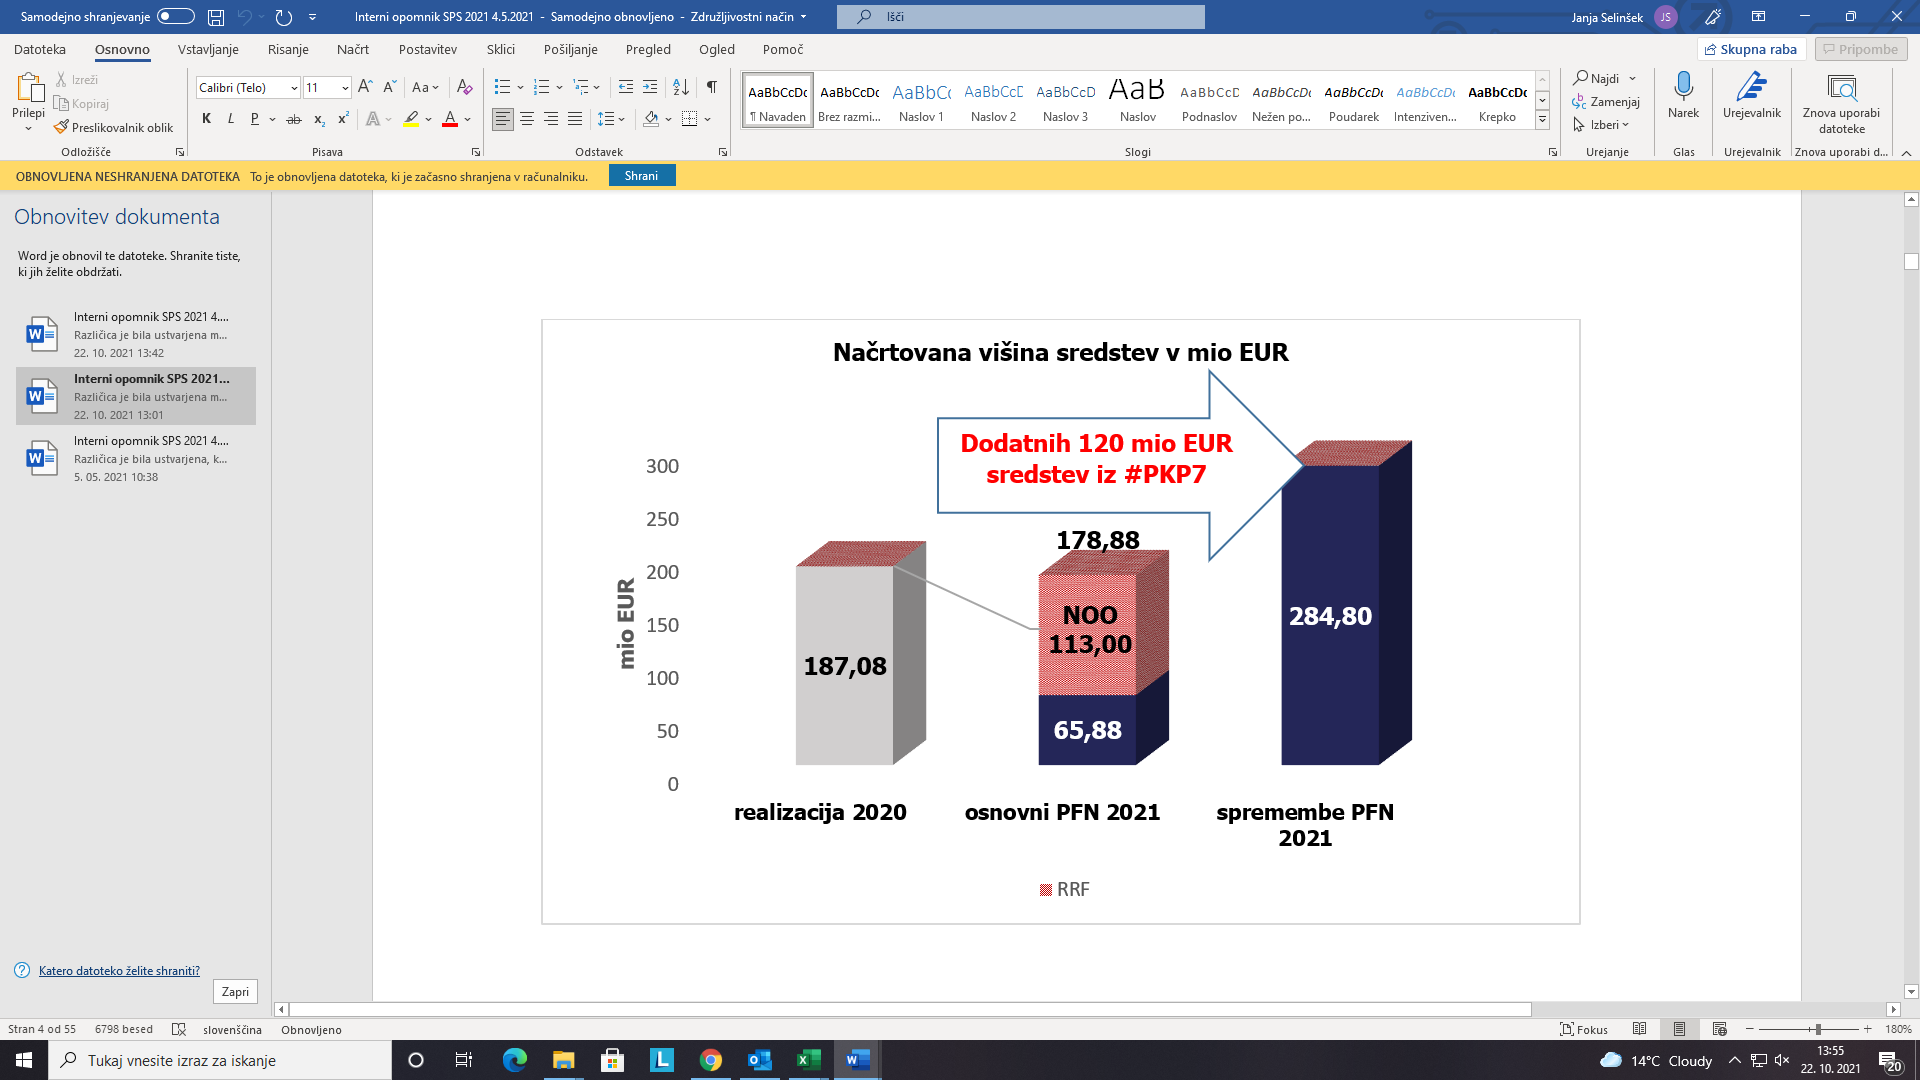 Samodejno shranjevanje
Interni opomnik SPS 2021 4.5.2021 - Samodejno obnovljeno - Združljivostni način
Išči
Janja Selinšek
JS
Datoteka
Osnovno
Vstavljanje
Risanje
Načrt
Postavitev
Sklici
Pošiljanje
Pregled
Ogled
Pomoč
Skupna raba
Pripombe
Prilepi
Izreži
Kopiraj
Preslikovalnik oblik
Odložišče
Calibri (Telo)
11
Pisava
Odstavek
AaBbCcDc
¶ Navaden
AaBbCcDc
Brez razmi...
AaBbCc
Naslov 1
AaBbCcE
Naslov 2
AaBbCcD
Naslov 3
AaB
Naslov
AaBbCcD
Podnaslov
AaBbCcDc
Nežen po...
AaBbCcDc
Poudarek
AaBbCcDc
Intenziven...
AaBbCcDc
Krepko
Slogi
Najdi
Zamenjaj
Izberi
Urejanje
Narek
Glas
Urejevalnik
Urejevalnik
Znova uporabi
datoteke
Znova uporabi d...
OBNOVLJENA NESHRANJENA DATOTEKA To je obnovljena datoteka, ki je začasno shranjena v računalniku.
Shrani
Obnovitev dokumenta
Word je obnovil te datoteke. Shranite tiste,
ki jih želite obdržati.
Interni opomnik SPS 2021 4....
Različica je bila ustvarjena m...
22. 10. 2021 13:42
Interni opomnik SPS 2021...
Različica je bila ustvarjena m...
22. 10. 2021 13:01
Interni opomnik SPS 2021 4....
Različica je bila ustvarjena, k...
5. 05. 2021 10:38
Katero datoteko želite shraniti?
Zapri
Načrtovana višina sredstev v mio EUR
Dodatnih 120 mio EUR
sredstev iz #PKP7
mio EUR
300
250
200
150
100
50
0
187,08
178,88
NOO
113,00
65,88
284,80
realizacija 2020
osnovni PFN 2021
spremembe PFN
2021
RRF
Stran 4 od 55
6798 besed
slovenščina
Obnovljeno
Fokus
180%
Tukaj vnesite izraz za iskanje
14°C Cloudy
13:55
22. 10. 2021
20